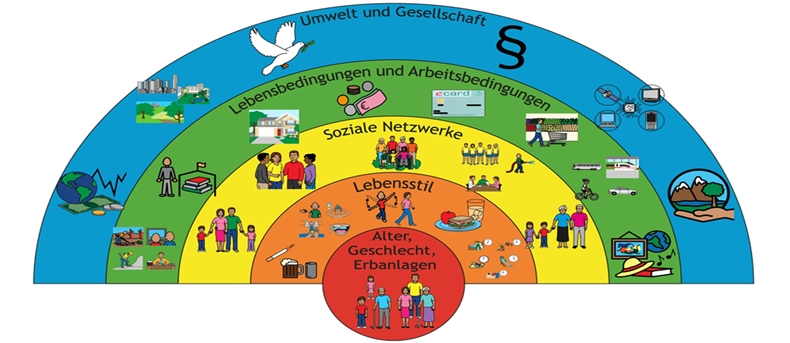 Umwelt und Gesellschaft
§
Lebensbedingungen und Arbeitsbedingungen
€
ecard
Soziale Netzwerke
Lebensstil
Alter,
Geschlecht,
Erbanlagen